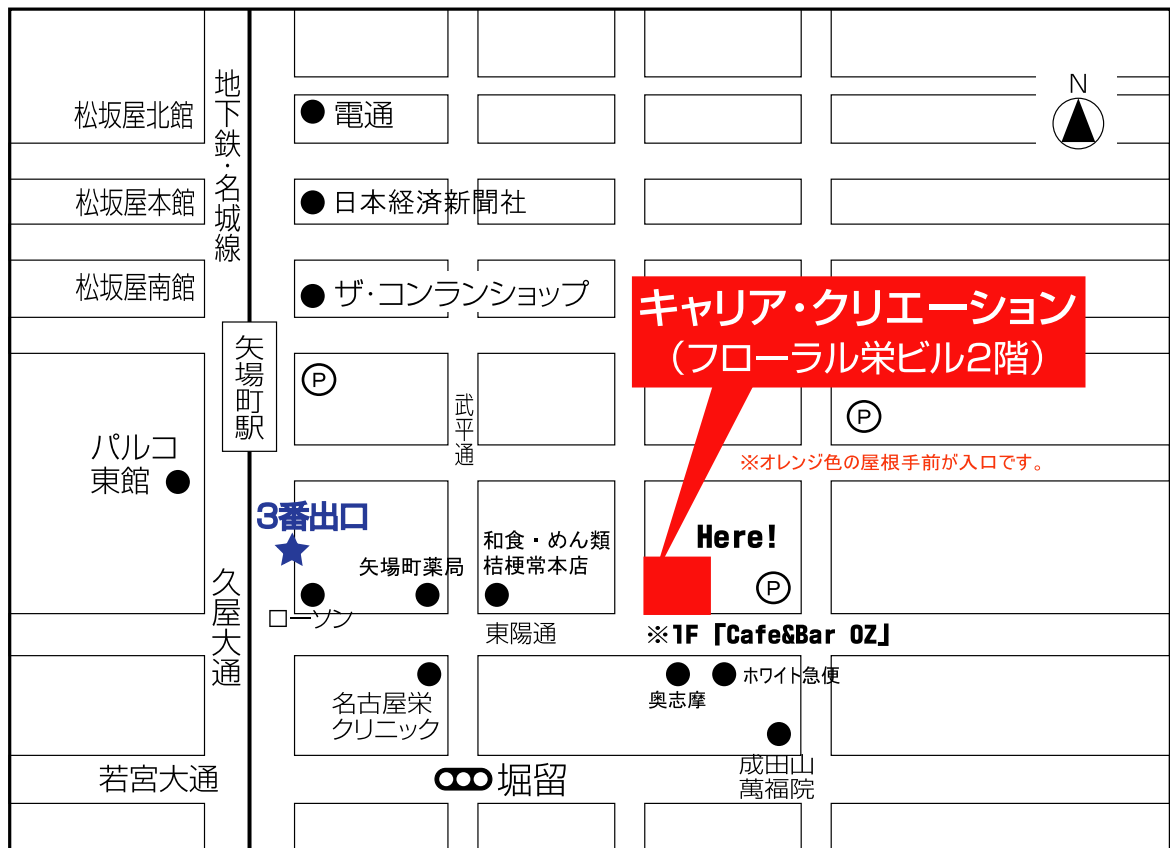 N
松坂屋北館
地下鉄・名城線
電通
松坂屋本館
日本経済新聞社
松坂屋南館
ザ・コンランショップ
キャリア・クリエーション
（フローラル栄ビル2階）
矢場町駅
P
武平通
P
パルコ
東館
※オレンジ色の屋根手前が入口です。
3番出口
Here!
和食・めん類
桔梗常本店
矢場町薬局
P
久屋大通
ローソン
東陽通
※1F「Cafe&Bar OZ」
ホワイト急便
奥志摩
名古屋栄
クリニック
若宮大通
堀留
成田山
萬福院